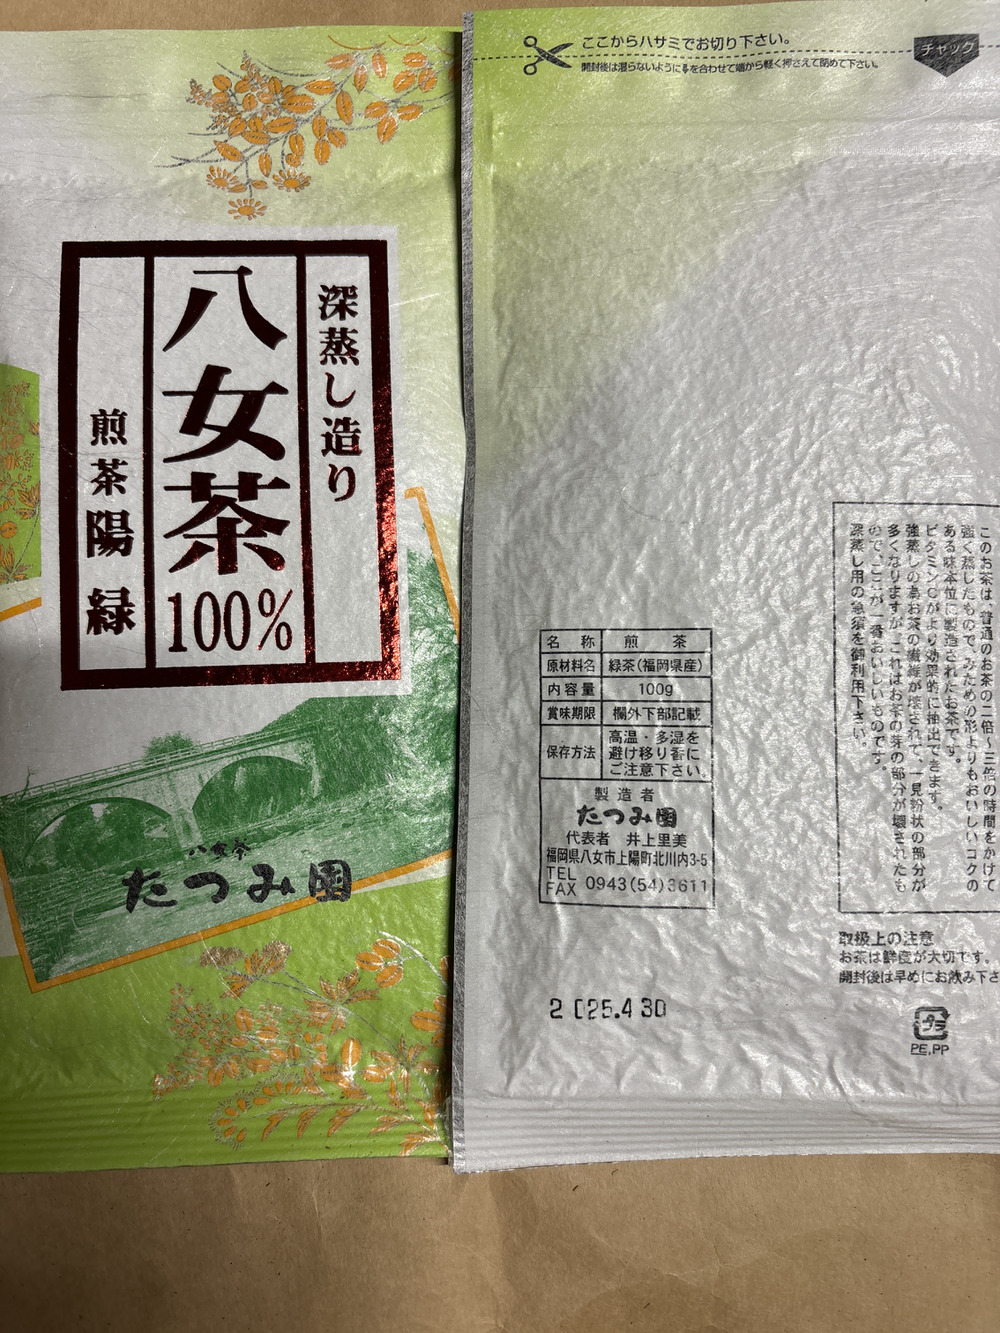 深蒸し造り
八女茶100%
煎茶陽緑
八女茶
たつみ園
ここからハサミでお切り下さい。
開封後は湿らないように を合わせて端から軽く押さえて閉めて下さい。
チャック
このお茶は、普通のお茶の二倍〜三倍の時間をかけて
強く蒸したもので、みための形よりもおいしいコクの
ある味本位に製造されたお茶です。
ビタミンCがより効果的に抽出できます。
強蒸しの為お茶の繊維が壊されて、一見粉状の部分が
多くなりますが、これはお茶の芽の部分が壊されたも
ので、ここが一番おいしいものです。
深蒸し用の急須を御利用下さい。
名 称 煎 茶
原材料名 緑茶(福岡県産)
内容量 100g
賞味期限 欄外下部記載
保存方法 高温・多湿を
避け移り香に
ご注意下さい
製造者
たつみ園
代表者 井上里美
福岡県八女市上陽町北川内3-5
TEL
FAX 0943(54)3611
取扱上の注意
お茶は鮮度が大切です。
開封後は早めにお飲み下さ
2025.4 30
プラ
PE,PP